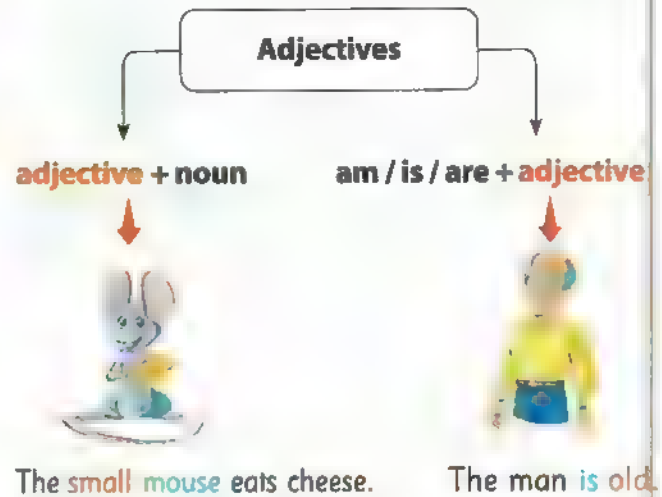 Adjectives
adjective + noun
am / is / are + adjective
The small mouse eats cheese.
The man is old.